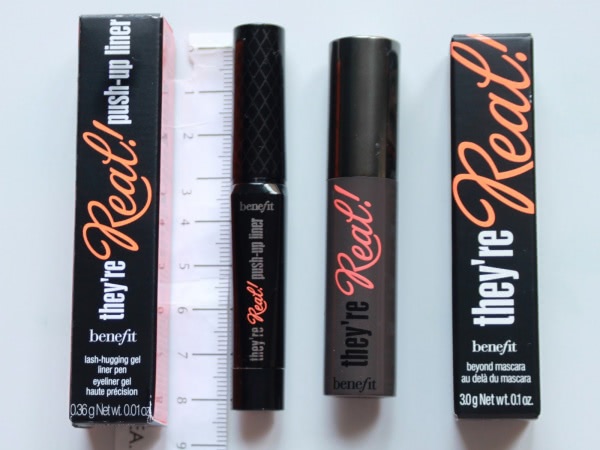 they're Real! push-up liner
benefit
lash-hugging gel
liner pen
eyeliner gel
haute précision
0.36 g Net wt. 0.01oz
1
2
3
4
5
6
7
8
9
benefit
they're Real! push-up liner
they're Real!
benefit
they're Real!
benefit
beyond mascara
au delà du mascara
3.0 g Net wt. 0.1 oz.